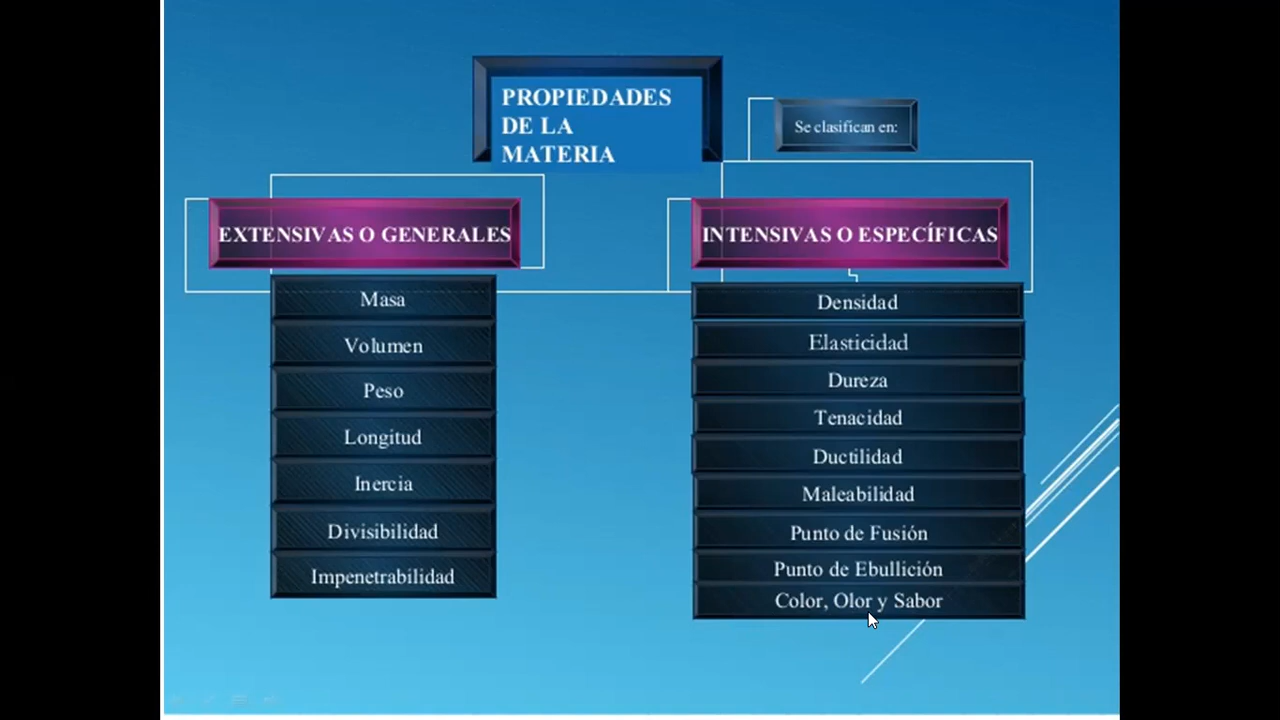 PROPIEDADES
DE LA
MATERIA
Se clasifican en:
EXTENSIVAS O GENERALES
Masa
Volumen
Peso
Longitud
Inercia
Divisibilidad
Impenetrabilidad
INTENSIVAS O ESPECÍFICAS
Densidad
Elasticidad
Dureza
Tenacidad
Ductilidad
Maleabilidad
Punto de Fusión
Punto de Ebullición
Color, Olor y Sabor